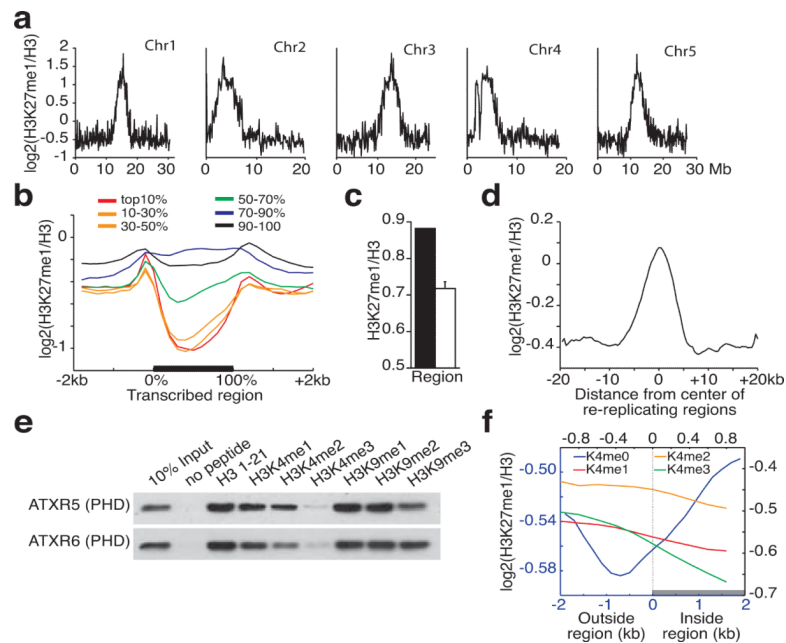 a
Chr1 Chr2 Chr3 Chr4 Chr5
log2(H3K27me1/H3)
2
1.5
1
0.5
0
-0.5
-1
0 10 20 30 0 10 20 0 10 20 0 10 20 0 10 20 30 Mb
b
top10% 50-70%
10-30% 70-90%
30-50% 90-100
log2(H3K27me1/H3)
0
-1
-2kb 0% 100% +2kb
Transcribed region
c
H3K27me1/H3
0.9
0.8
0.7
0.6
0.5
Region
d
log2(H3K27me1/H3)
0.2
0
-0.2
-0.4
-20 -10 0 +10 +20kb
Distance from center of
re-replicating regions
e
10% Input no peptide H3 1-21 H3K4me1 H3K4me2 H3K4me3 H3K9me1 H3K9me2 H3K9me3
ATXR5 (PHD)
ATXR6 (PHD)
f
-0.8 -0.4 0 0.4 0.8
K4me0 K4me2
K4me1 K4me3
log2(H3K27me1/H3)
-0.50
-0.54
-0.58
-0.4
-0.5
-0.6
-0.7
-2 -1 0 1 2
Outside Inside
region (kb) region (kb)